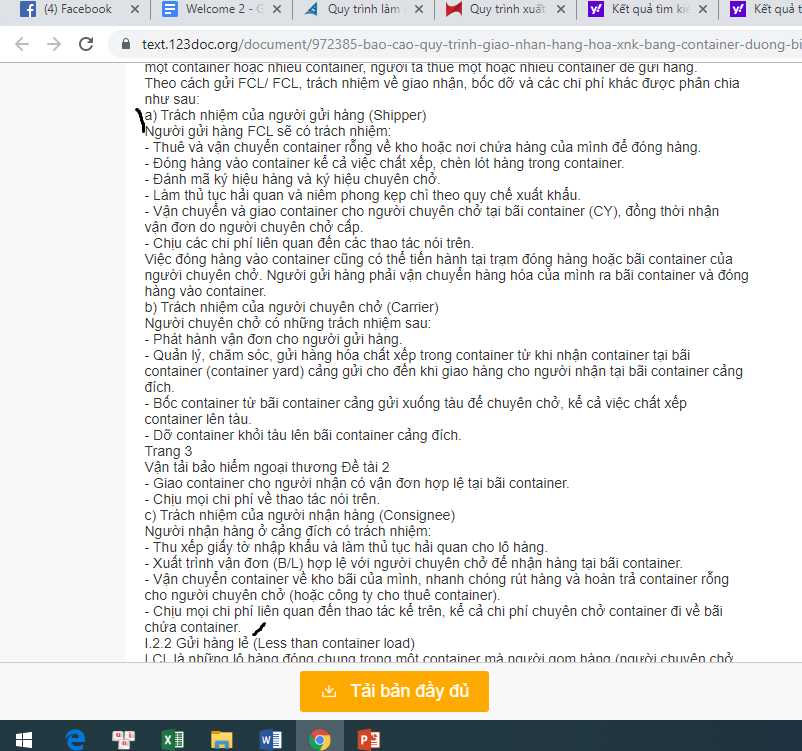 (4) Facebook
Welcome 2 - G
Quy trình làm
Quy trình xuất
Kết quả tìm kiế
Kết quả t
text.123doc.org/document/972385-bao-cao-quy-trinh-giao-nhan-hang-hoa-xnk-bang-container-duong-bi
một container hoặc nhiều container, người ta thuê một hoặc nhiều container để gửi hàng.
Theo cách gửi FCL/ FCL, trách nhiệm về giao nhận, bốc dỡ và các chi phí khác được phân chia
như sau:
a) Trách nhiệm của người gửi hàng (Shipper)
Người gửi hàng FCL sẽ có trách nhiệm:
- Thuê và vận chuyển container rỗng về kho hoặc nơi chứa hàng của mình để đóng hàng.
- Đóng hàng vào container kể cả việc chất xếp, chèn lót hàng trong container.
- Đánh mã ký hiệu hàng và ký hiệu chuyên chở.
- Làm thủ tục hải quan và niêm phong kẹp chì theo quy chế xuất khẩu.
- Vận chuyển và giao container cho người chuyên chở tại bãi container (CY), đồng thời nhận
vận đơn do người chuyên chở cấp.
- Chịu các chi phí liên quan đến các thao tác nói trên.
Việc đóng hàng vào container cũng có thể tiến hành tại trạm đóng hàng hoặc bãi container của
người chuyên chở. Người gửi hàng phải vận chuyển hàng hóa của mình ra bãi container và đóng
hàng vào container.
b) Trách nhiệm của người chuyên chở (Carrier)
Người chuyên chở có những trách nhiệm sau:
- Phát hành vận đơn cho người gửi hàng.
- Quản lý, chăm sóc, gửi hàng hóa chất xếp trong container từ khi nhận container tại bãi
container (container yard) cảng gửi cho đến khi giao hàng cho người nhận tại bãi container cảng
đích.
- Bốc container từ bãi container cảng gửi xuống tàu để chuyên chở, kể cả việc chất xếp
container lên tàu.
- Dỡ container khỏi tàu lên bãi container cảng đích.
Trang 3
Vận tải bảo hiểm ngoại thương Đề tài 2
- Giao container cho người nhận có vận đơn hợp lệ tại bãi container.
- Chịu mọi chi phí về thao tác nói trên.
c) Trách nhiệm của người nhận hàng (Consignee)
Người nhận hàng ở cảng đích có trách nhiệm:
- Thu xếp giấy tờ nhập khẩu và làm thủ tục hải quan cho lô hàng.
- Xuất trình vận đơn (B/L) hợp lệ với người chuyên chở để nhận hàng tại bãi container.
- Vận chuyển container về kho bãi của mình, nhanh chóng rút hàng và hoàn trả container rỗng
cho người chuyên chở (hoặc công ty cho thuê container).
- Chịu mọi chi phí liên quan đến thao tác kể trên, kể cả chi phí chuyên chở container đi về bãi
chứa container.
I.2.2 Gửi hàng lẻ (Less than container load)
LCL là những lô hàng đóng chung trong một container mà người gom hàng (người chuyên chở
Tải bản đầy đủ